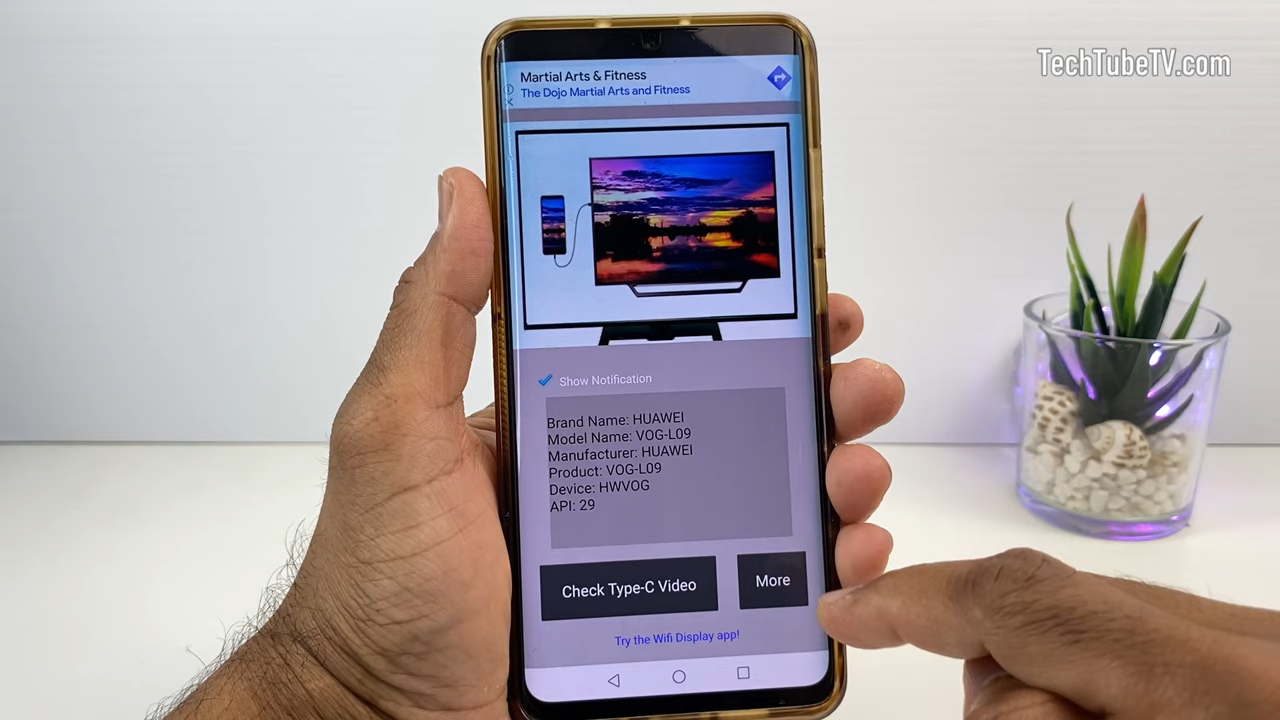 TechTubeTV.com
Martial Arts & Fitness
The Dojo Martial Arts and Fitness
Show Notification
Brand Name: HUAWEI
Model Name: VOG-L09
Manufacturer: HUAWEI
Product: VOG-L09
Device: HWVOG
API: 29
Check Type-C Video
More
Try the Wifi Display app!